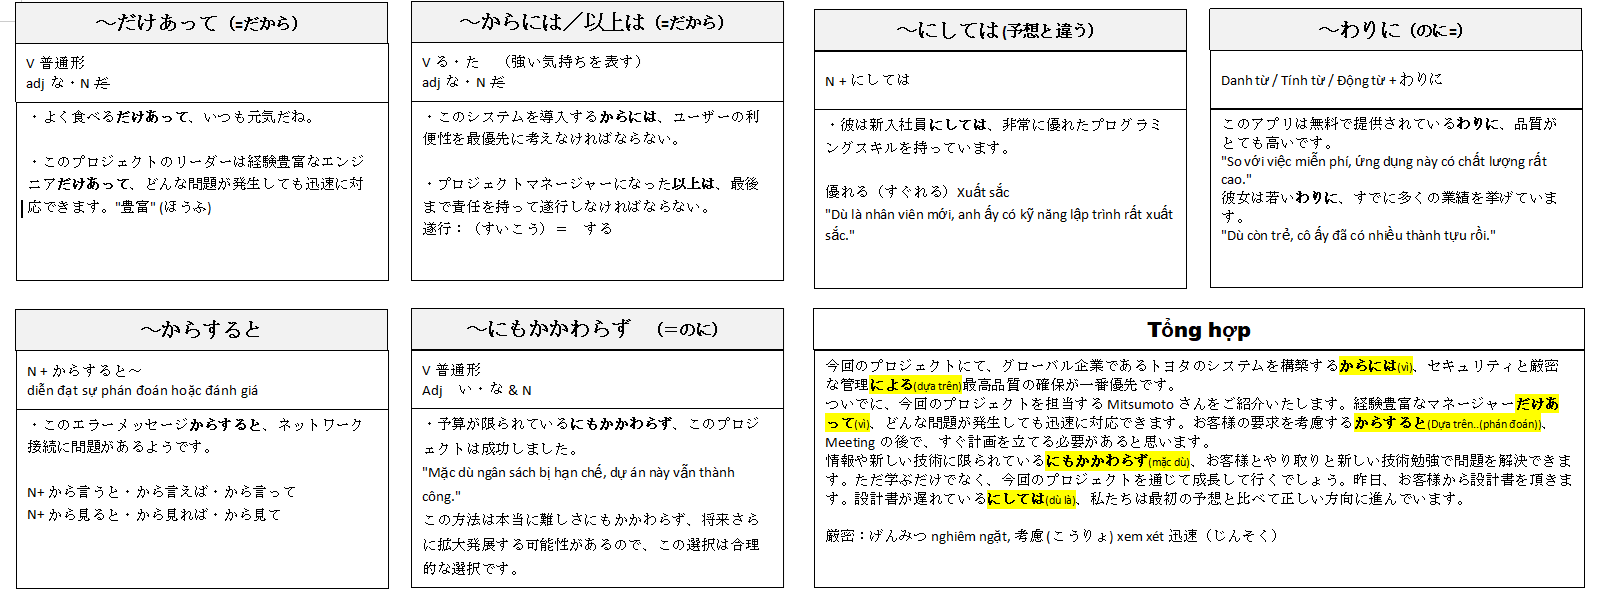 ～だけあって（=だから）
V 普通形
adj な・N だ
・よく食べるだけあって、いつも元気だね。
・このプロジェクトのリーダーは経験豊富なエンジ
ニアだけあって、どんな問題が発生しても迅速に対
応できます。"豊富" (ほうふ)
～からには／以上は（=だから）
V る・た　（強い気持ちを表す）
adj な・N だ
・このシステムを導入するからには、ユーザーの利
便性を最優先に考えなければならない。
・プロジェクトマネージャーになった以上は、最後
まで責任を持って遂行しなければならない。
遂行：（すいこう）＝　する
～にしては(予想と違う）
N + にしては
・彼は新入社員にしては、非常に優れたプログラミ
ングスキルを持っています。
優れる（すぐれる）Xuất sắc
"Dù là nhân viên mới, anh ấy có kỹ năng lập trình rất xuất
sắc."
～わりに（のに=）
Danh từ / Tính từ / Động từ + わりに
このアプリは無料で提供されているわりに、品質が
とても高いです。
"So với việc miễn phí, ứng dụng này có chất lượng rất
cao."
彼女は若いわりに、すでに多くの業績を挙げていま
す。
"Dù còn trẻ, cô ấy đã có nhiều thành tựu rồi."
～からすると
N + からすると～
diễn đạt sự phán đoán hoặc đánh giá
・このエラーメッセージからすると、ネットワーク
接続に問題があるようです。
N+ から言うと・から言えば・から言って
N+ から見ると・から見れば・から見て
～にもかかわらず　（＝のに）
V 普通形
Adj　い・な & N
・予算が限られているにもかかわらず、このプロジ
ェクトは成功しました。
"Mặc dù ngân sách bị hạn chế, dự án này vẫn thành
công."
この方法は本当に難しさにもかかわらず、将来さら
に拡大発展する可能性があるので、この選択は合理
的な選択です。
Tổng hợp
今回のプロジェクトにて、グローバル企業であるトヨタのシステムを構築するからには(vì)、セキュリティと厳密
な管理による(dựa trên)最高品質の確保が一番優先です。
ついでに、今回のプロジェクトを担当する Mitsumoto さんをご紹介いたします。経験豊富なマネージャーだけあ
って(vì)、どんな問題が発生しても迅速に対応できます。お客様の要求を考慮するからすると(Dựa trên..(phán đoán))、
Meeting の後で、すぐ計画を立てる必要があると思います。
情報や新しい技術に限られているにもかかわらず(mặc dù)、お客様とやり取りと新しい技術勉強で問題を解決できま
す。ただ学ぶだけでなく、今回のプロジェクトを通じて成長して行くでしょう。昨日、お客様から設計書を頂きま
す。設計書が遅れているにしては(dù là)、私たちは最初の予想と比べて正しい方向に進んでいます。
厳密：げんみつ nghiêm ngặt, 考慮 (こうりょ) xem xét 迅速（じんそく）